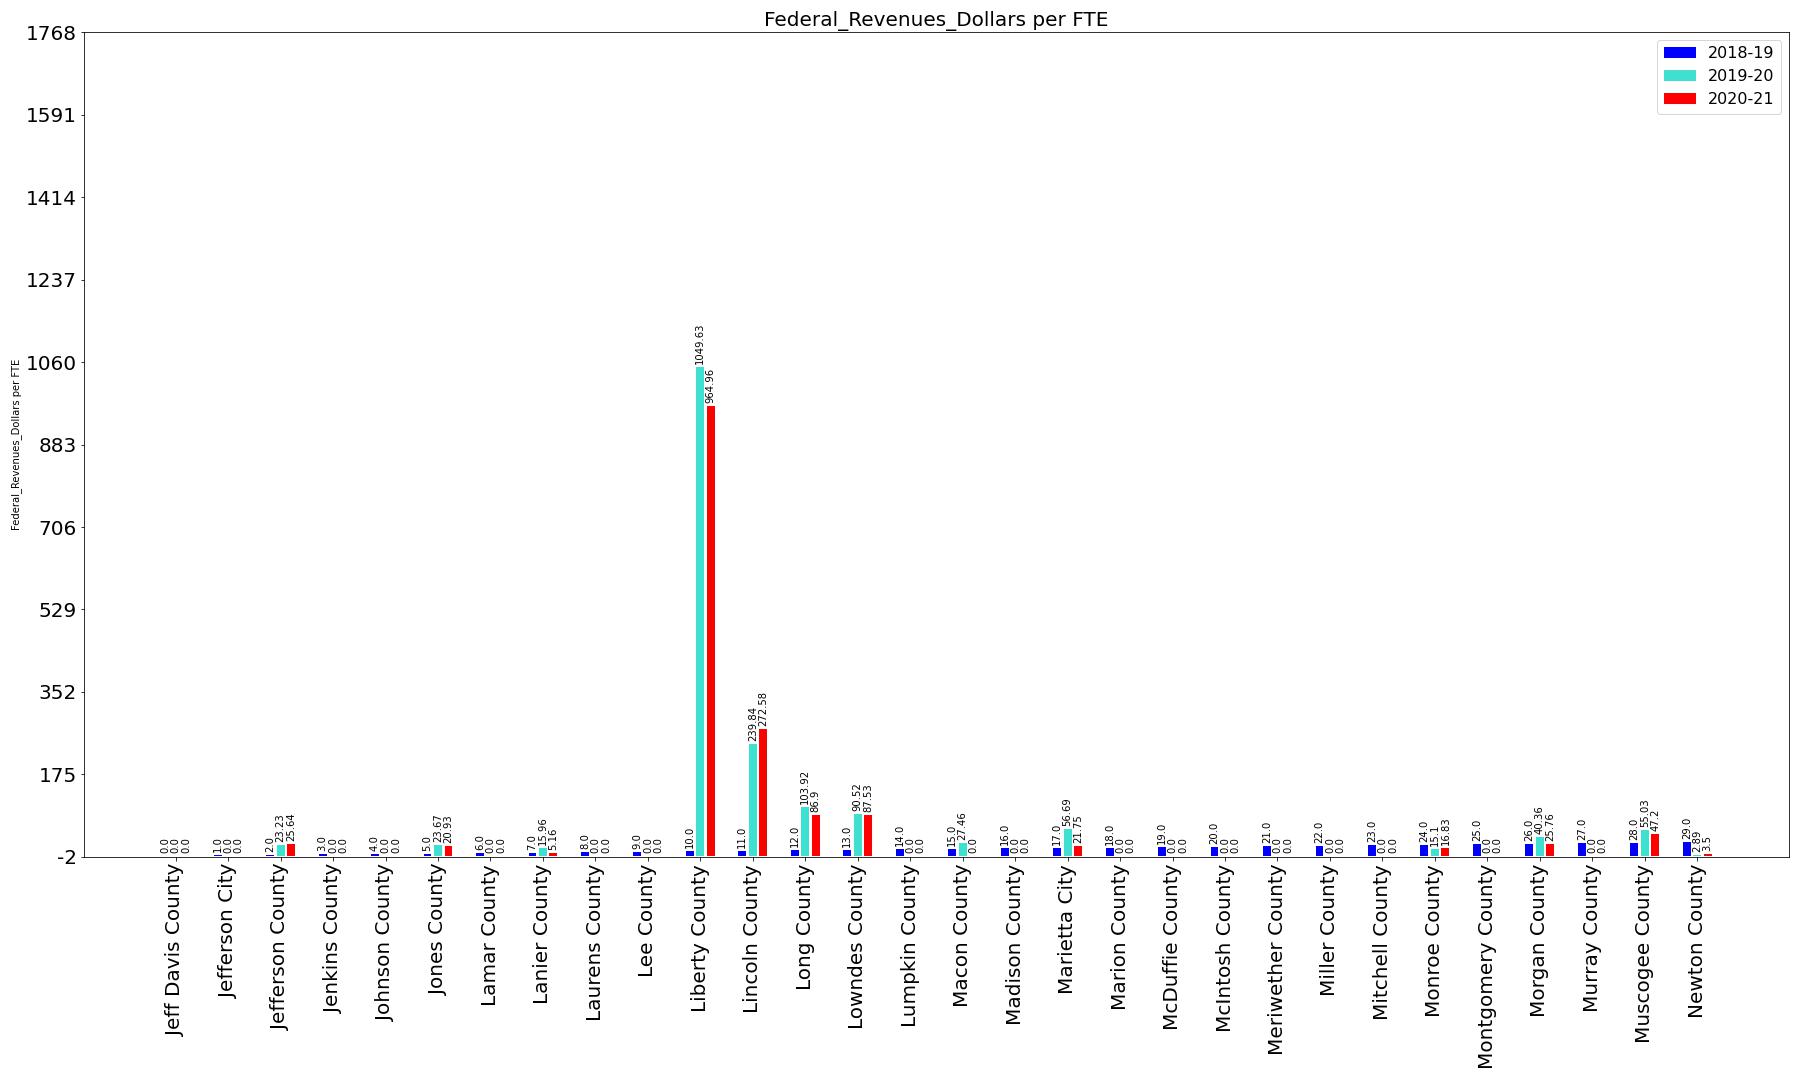 Federal_Revenues_Dollars per FTE
1768
1591
1414
1237
1060
883
706
529
352
175
-2
Federal_Revenues_Dollars per FTE
2018-19
2019-20
2020-21
0.0 0.0 0.0
1.0 0.0 0.0
2.0 23.23 25.64
3.0 0.0 0.0
4.0 0.0 0.0
5.0 23.67 20.93
6.0 0.0 0.0
7.0 15.96 5.16
8.0 0.0 0.0
9.0 0.0 0.0
10.0 1049.63 964.96
11.0 239.84 272.58
12.0 103.92 86.9
13.0 90.52 87.53
14.0 0.0 0.0
15.0 27.46 0.0
16.0 0.0 0.0
17.0 56.69 21.75
18.0 0.0 0.0
19.0 0.0 0.0
20.0 0.0 0.0
21.0 0.0 0.0
22.0 0.0 0.0
23.0 0.0 0.0
24.0 15.1 16.83
25.0 0.0 0.0
26.0 40.36 25.76
27.0 0.0 0.0
28.0 55.03 47.2
29.0 2.89 3.5
Jeff Davis County
Jefferson City
Jefferson County
Jenkins County
Johnson County
Jones County
Lamar County
Lanier County
Laurens County
Lee County
Liberty County
Lincoln County
Long County
Lowndes County
Lumpkin County
Macon County
Madison County
Marietta City
Marion County
McDuffie County
McIntosh County
Meriwether County
Miller County
Mitchell County
Monroe County
Montgomery County
Morgan County
Murray County
Muscogee County
Newton County